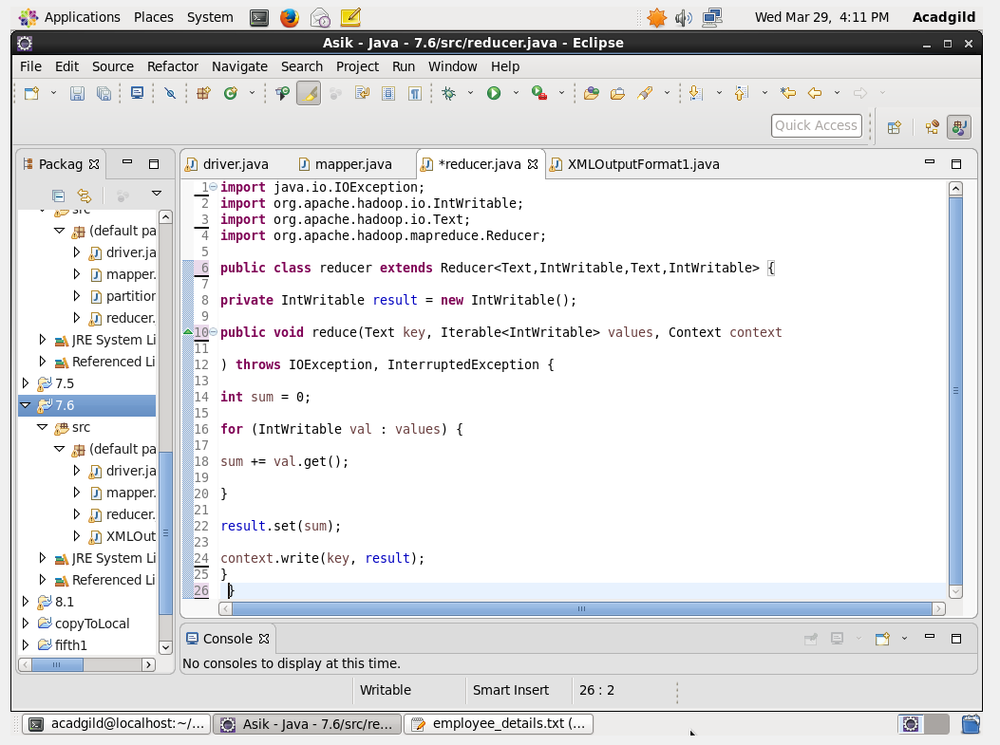 Applications Places System Wed Mar 29, 4:11 PM Acadgild
Asik - Java - 7.6/src/reducer.java - Eclipse
File Edit Source Refactor Navigate Search Project Run Window Help
Quick Access
Packag
src
(default pa
driver.ja
mapper.
partition
reducer.
JRE System Li
Referenced Li
7.5
7.6
src
(default pa
driver.ja
mapper.
reducer.
XMLOut
JRE System Li
Referenced Li
8.1
copyToLocal
fifth1
driver.java mapper.java *reducer.java XMLOutputFormat1.java
1 import java.io.IOException;
2 import org.apache.hadoop.io.IntWritable;
3 import org.apache.hadoop.io.Text;
4 import org.apache.hadoop.mapreduce.Reducer;
5
6 public class reducer extends Reducer<Text,IntWritable,Text,IntWritable> {
7
8 private IntWritable result = new IntWritable();
9
10 public void reduce(Text key, Iterable<IntWritable> values, Context context
11
12 ) throws IOException, InterruptedException {
13
14 int sum = 0;
15
16 for (IntWritable val : values) {
17
18 sum += val.get();
19
20 }
21
22 result.set(sum);
23
24 context.write(key, result);
25 }
26 }
Console
No consoles to display at this time.
Writable Smart Insert 26 : 2
acadgild@localhost:~/... Asik - Java - 7.6/src/re... employee_details.txt (...